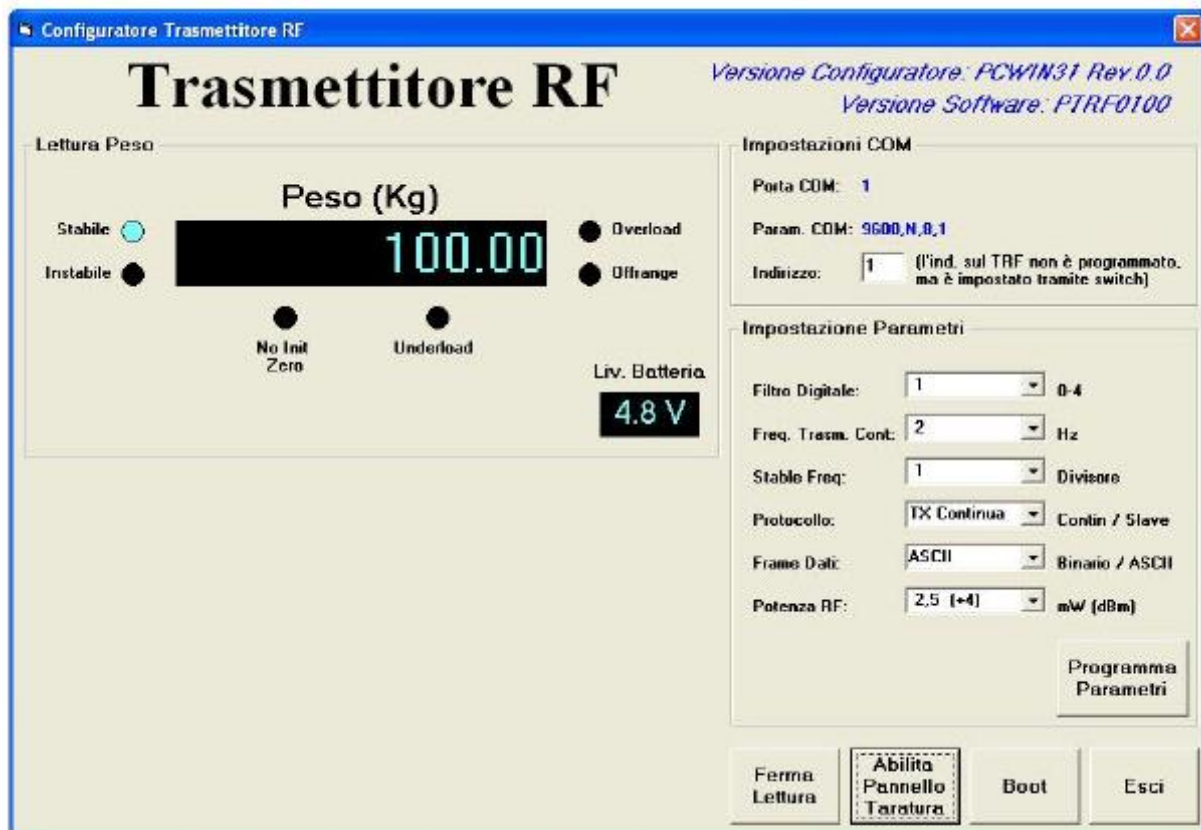 Configuratore Trasmettitore RF
Trasmettitore RF
Versione Configuratore: PCWIN31 Rev.0.0
Versione Software: PTRF0100
Lettura Peso
Peso (Kg)
Stabile
100.00
Overload
Instabile
Offrange
No Init
Zero
Underload
Liv. Batteria
4.8 V
Impostazioni COM
Porta COM: 1
Param. COM: 9600,N,8,1
Indirizzo: 1 (l'ind. sul TRF non è programmato,
ma è impostato tramite switch)
Impostazione Parametri
Filtro Digitale: 1 0-4
Freq. Trasm. Cont: 2 Hz
Stable Freq: 1 Divisore
Protocollo: TX Continua Contin / Slave
Frame Dati: ASCII Binario / ASCII
Potenza RF: 2,5 (+4) mW (dBm)
Programma
Parametri
Ferma
Lettura
Abilita
Pannello
Taratura
Boot
Esci